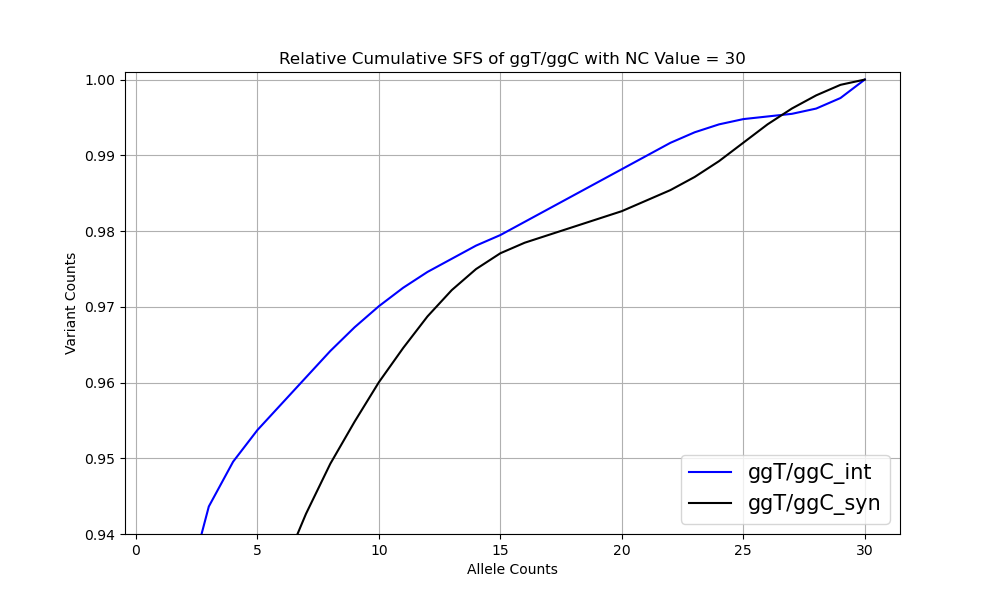 Relative Cumulative SFS of ggT/ggC with NC Value = 30
1.00
0.99
0.98
0.97
0.96
0.95
0.94
Variant Counts
0 5 10 15 20 25 30
Allele Counts
ggT/ggC_int
ggT/ggC_syn